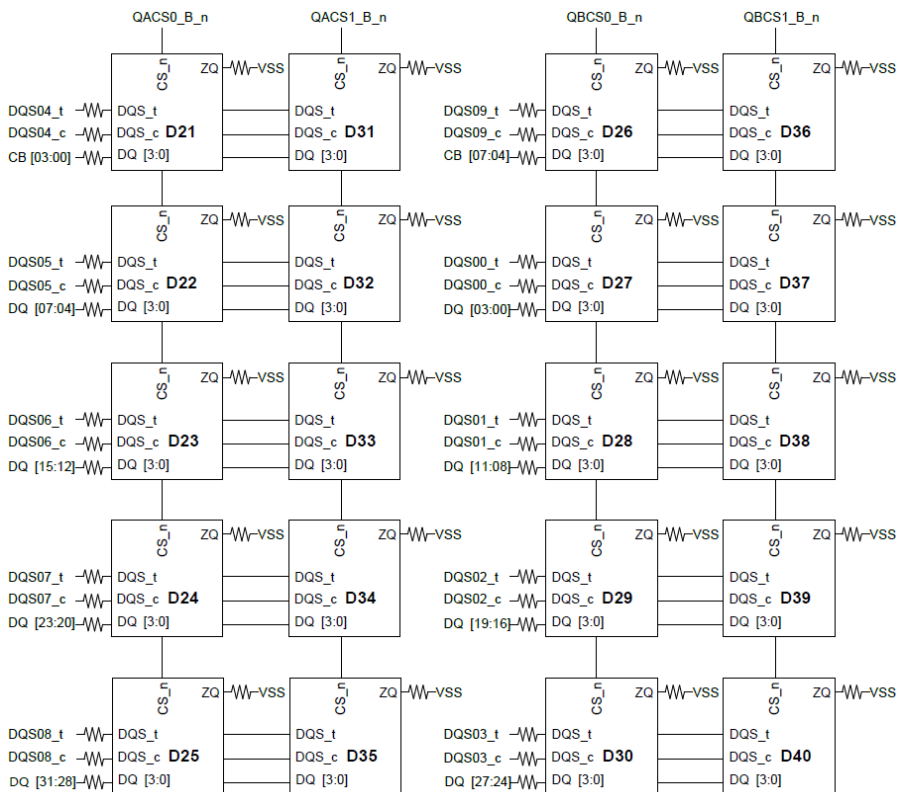 QACS0_B_n QACS1_B_n QBCS0_B_n QBCS1_B_n
CS_n ZQ VSS CS_n ZQ VSS CS_n ZQ VSS CS_n ZQ VSS
DQS04_t DQS_t DQS_t DQS09_t DQS_t DQS_t
DQS04_c DQS_c D21 DQS_c D31 DQS09_c DQS_c D26 DQS_c D36
CB [03:00] DQ [3:0] DQ [3:0] CB [07:04] DQ [3:0] DQ [3:0]
CS_n ZQ VSS CS_n ZQ VSS CS_n ZQ VSS CS_n ZQ VSS
DQS05_t DQS_t DQS_t DQS00_t DQS_t DQS_t
DQS05_c DQS_c D22 DQS_c D32 DQS00_c DQS_c D27 DQS_c D37
DQ [07:04] DQ [3:0] DQ [3:0] DQ [03:00] DQ [3:0] DQ [3:0]
CS_n ZQ VSS CS_n ZQ VSS CS_n ZQ VSS CS_n ZQ VSS
DQS06_t DQS_t DQS_t DQS01_t DQS_t DQS_t
DQS06_c DQS_c D23 DQS_c D33 DQS01_c DQS_c D28 DQS_c D38
DQ [15:12] DQ [3:0] DQ [3:0] DQ [11:08] DQ [3:0] DQ [3:0]
CS_n ZQ VSS CS_n ZQ VSS CS_n ZQ VSS CS_n ZQ VSS
DQS07_t DQS_t DQS_t DQS02_t DQS_t DQS_t
DQS07_c DQS_c D24 DQS_c D34 DQS02_c DQS_c D29 DQS_c D39
DQ [23:20] DQ [3:0] DQ [3:0] DQ [19:16] DQ [3:0] DQ [3:0]
CS_n ZQ VSS CS_n ZQ VSS CS_n ZQ VSS CS_n ZQ VSS
DQS08_t DQS_t DQS_t DQS03_t DQS_t DQS_t
DQS08_c DQS_c D25 DQS_c D35 DQS03_c DQS_c D30 DQS_c D40
DQ [31:28] DQ [3:0] DQ [3:0] DQ [27:24] DQ [3:0] DQ [3:0]